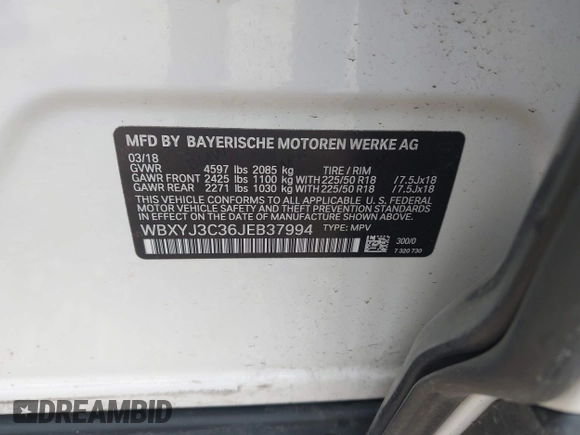 MFD BY BAYERISCHE MOTOREN WERKE AG
03/18
GVWR 4597 lbs 2085 kg TIRE / RIM
GAWR FRONT 2425 lbs 1100 kg WITH 225/50 R18 /7.5Jx18
GAWR REAR 2271 lbs 1030 kg WITH 225/50 R18 /7.5Jx18
THIS VEHICLE CONFORMS TO ALL APPLICABLE U.S. FEDERAL
MOTOR VEHICLE SAFETY AND THEFT PREVENTION STANDARDS
IN EFFECT ON THE DATE OF MANUFACTURE SHOWN ABOVE.
WBXYJ3C36JEB37994 TYPE: MPV
300/0
7 320 730
DREAMBID